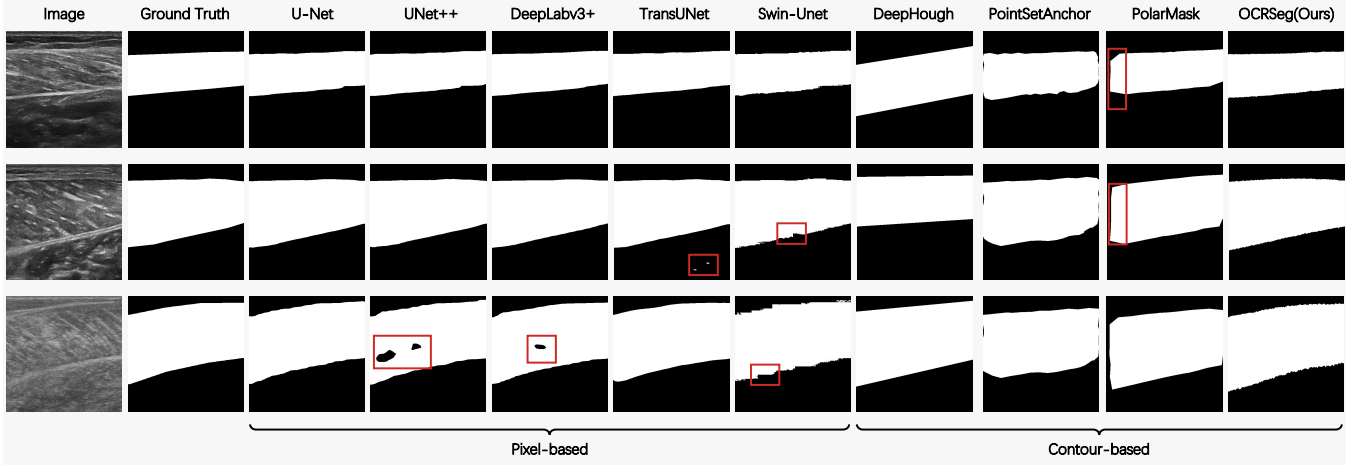 Image Ground Truth U-Net UNet++ DeepLabv3+ TransUNet Swin-Unet DeepHough PointSetAnchor PolarMask OCRSeg(Ours)
Pixel-based Contour-based